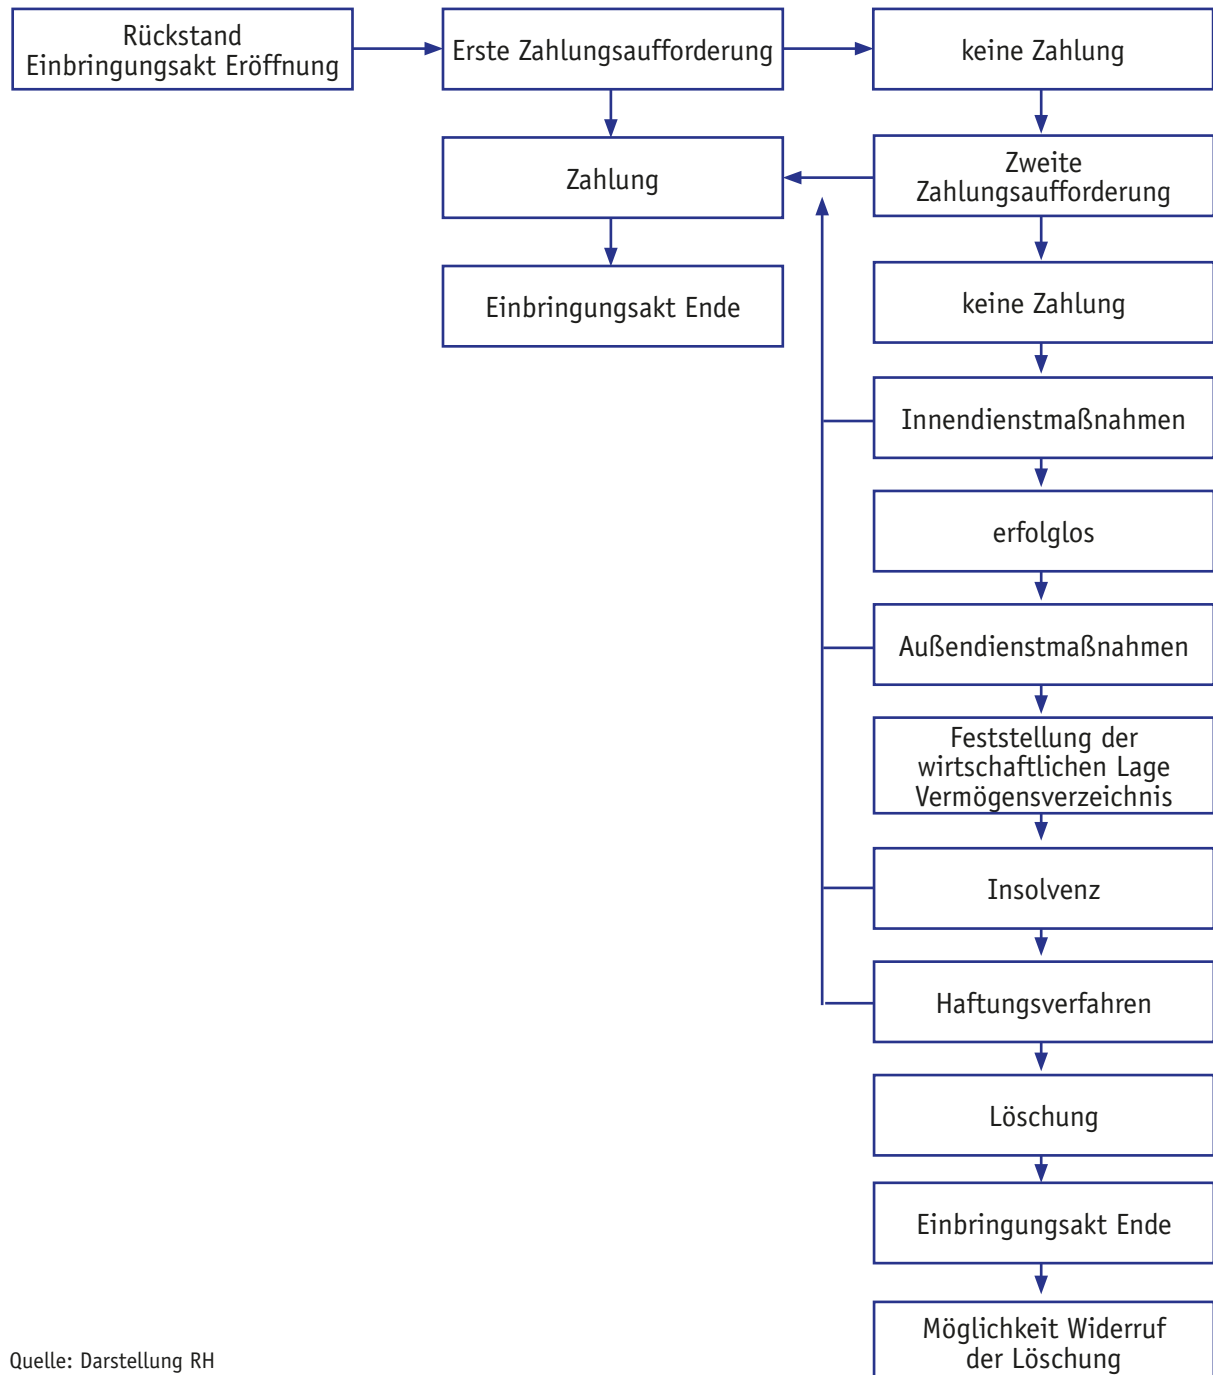 Rückstand
Einbringungsakt Eröffnung
Erste Zahlungsaufforderung
keine Zahlung
Zahlung
Zweite
Zahlungsaufforderung
Einbringungsakt Ende
keine Zahlung
Innendienstmaßnahmen
erfolglos
Außendienstmaßnahmen
Feststellung der
wirtschaftlichen Lage
Vermögensverzeichnis
Insolvenz
Haftungsverfahren
Löschung
Einbringungsakt Ende
Möglichkeit Widerruf
der Löschung
Quelle: Darstellung RH